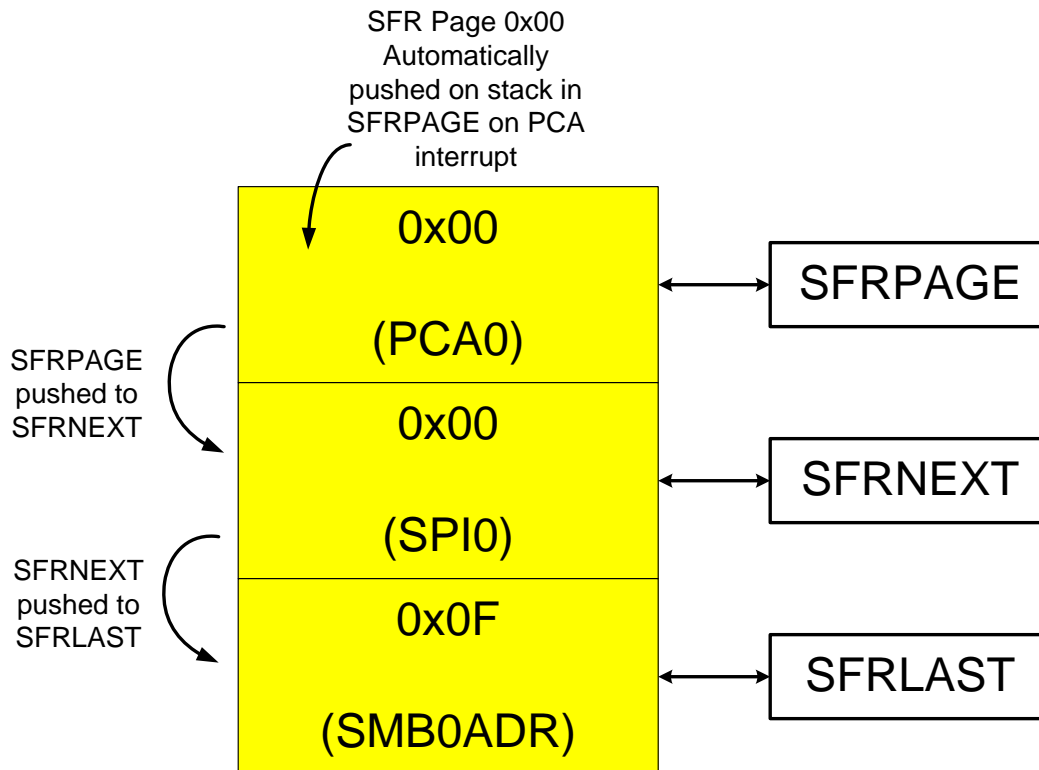 SFR Page 0x00
Automatically
pushed on stack in
SFRPAGE on PCA
interrupt
0x00
(PCA0)
SFRPAGE
SFRPAGE
pushed to
SFRNEXT
0x00
(SPI0)
SFRNEXT
SFRNEXT
pushed to
SFRLAST
0x0F
(SMB0ADR)
SFRLAST